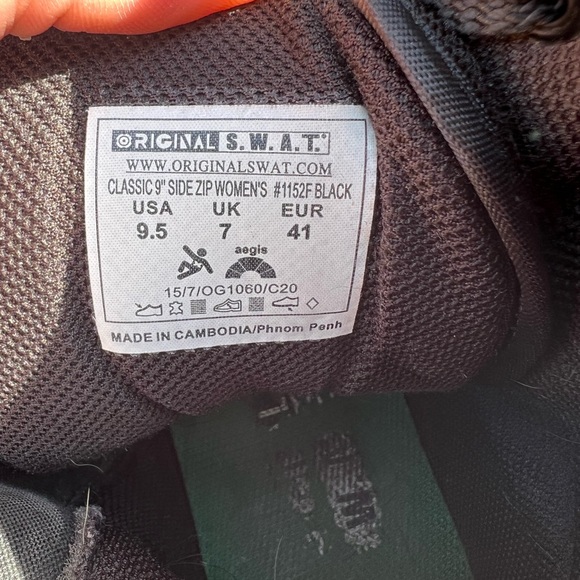 ORIGINAL S.W.A.T.®
WWW.ORIGINALSWAT.COM
CLASSIC 9" SIDE ZIP WOMEN'S #1152F BLACK
USA UK EUR
9.5 7 41
aegis
15/7/OG1060/C20
MADE IN CAMBODIA/Phnom Penh